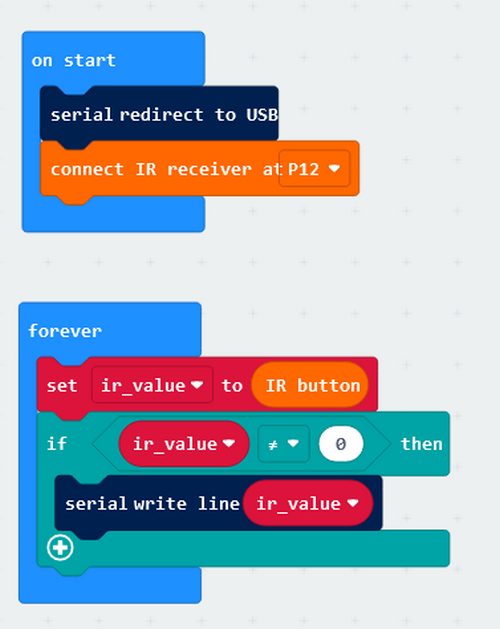 on start
serial redirect to USB
connect IR receiver at P12
forever
set ir_value to IR button
if ir_value ≠ 0 then
serial write line ir_value